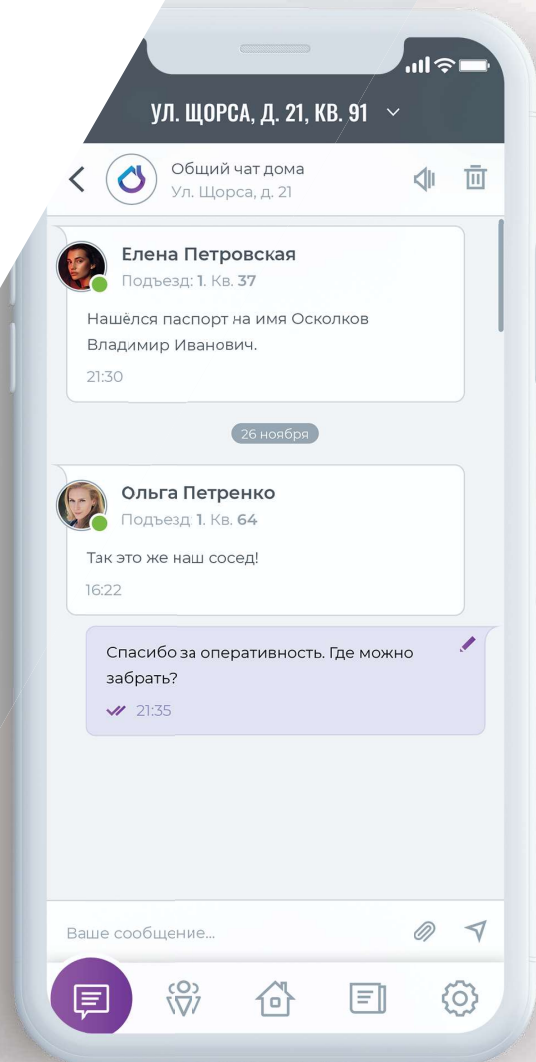 УЛ. ЩОРСА, Д. 21, КВ. 91
Общий чат дома
Ул. Щорса, д. 21
Елена Петровская
Подъезд: 1. Кв. 37
Нашёлся паспорт на имя Осколков
Владимир Иванович.
21:30
26 ноября
Ольга Петренко
Подъезд: 1. Кв. 64
Так это же наш сосед!
16:22
Спасибо за оперативность. Где можно
забрать?
21:35
Ваше сообщение...